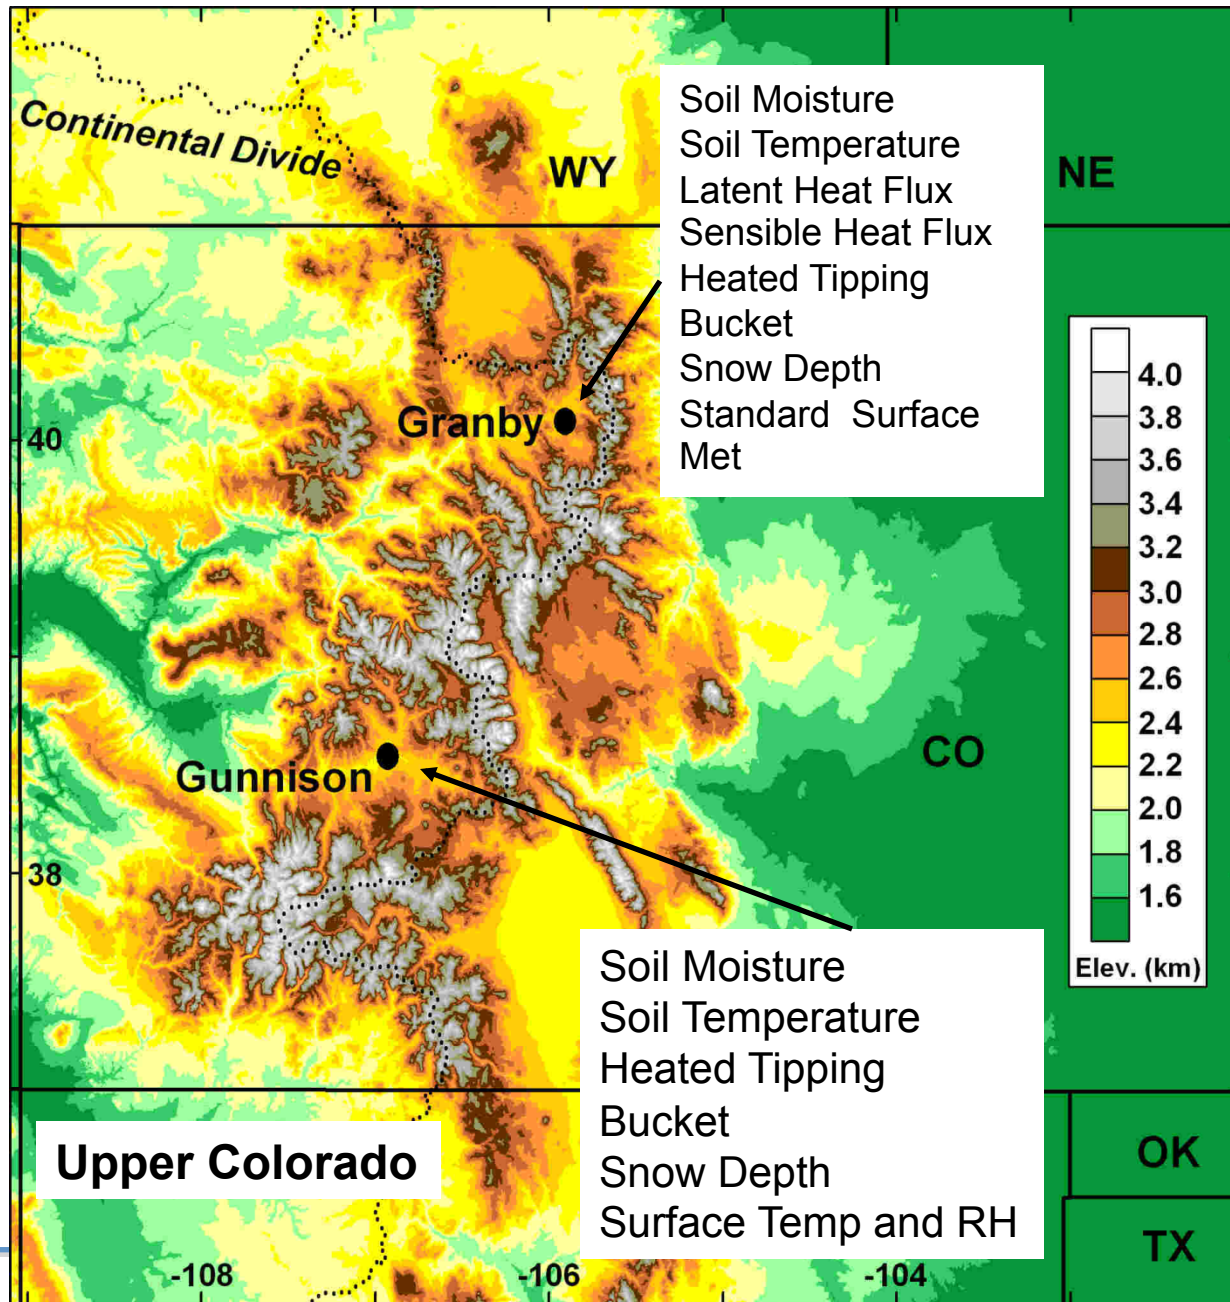 Continental Divide
WY
NE
Soil Moisture
Soil Temperature
Latent Heat Flux
Sensible Heat Flux
Heated Tipping
Bucket
Snow Depth
Standard Surface
Met
Granby
40
4.0
3.8
3.6
3.4
3.2
3.0
2.8
2.6
2.4
2.2
2.0
1.8
1.6
Elev. (km)
CO
Gunnison
38
Soil Moisture
Soil Temperature
Heated Tipping
Bucket
Snow Depth
Surface Temp and RH
Upper Colorado
OK
TX
-108
-106
-104